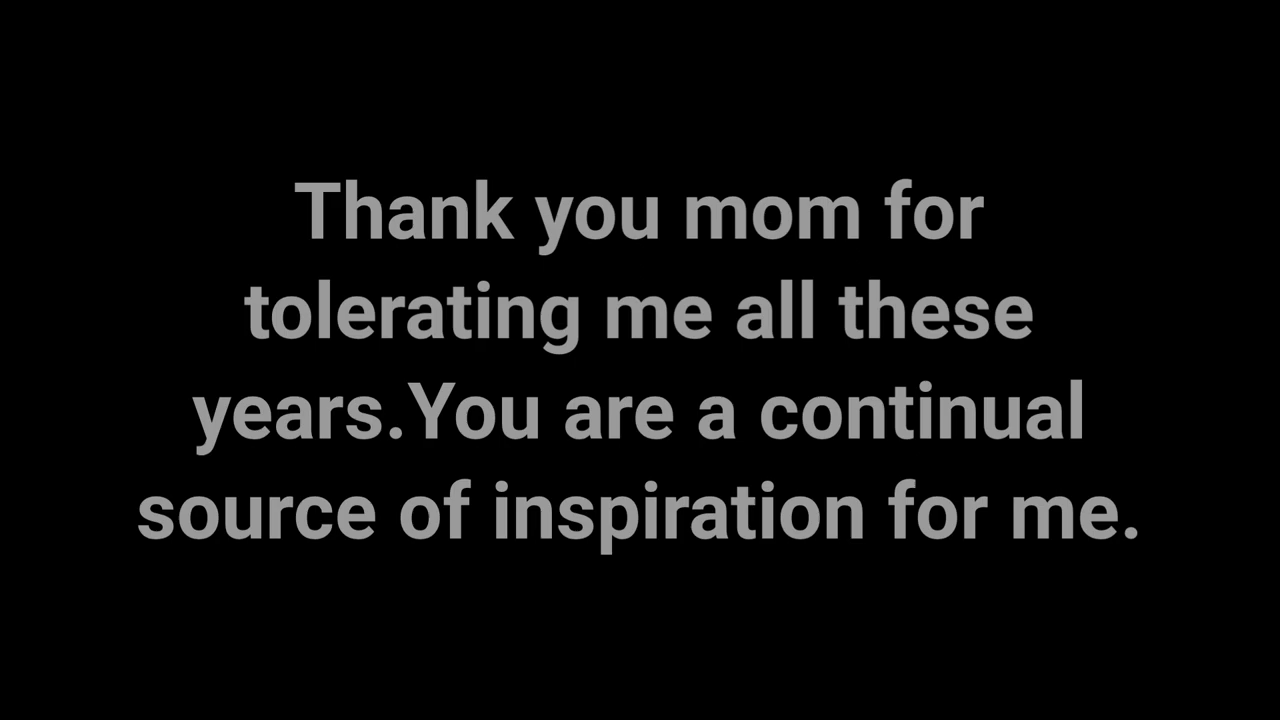 Thank you mom for
tolerating me all these
years.You are a continual
source of inspiration for me.